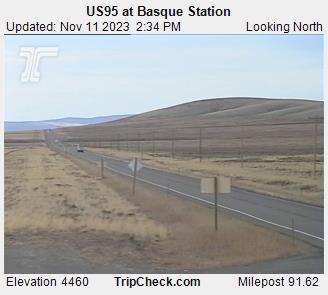 US95 at Basque Station
Updated: Nov 11 2023 2:34 PM Looking North
Elevation 4460 TripCheck.com Milepost 91.62